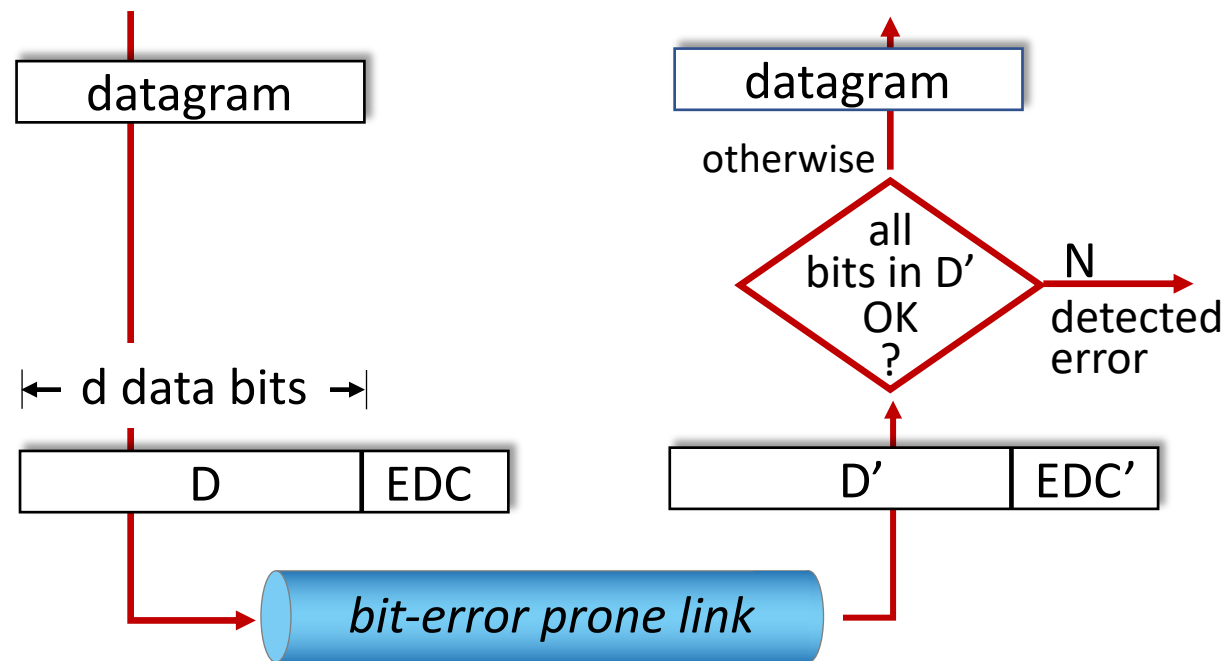 datagram
d data bits
D
EDC
bit-error prone link
D’
EDC’
all
bits in D’
OK
?
N
detected
error
otherwise
datagram